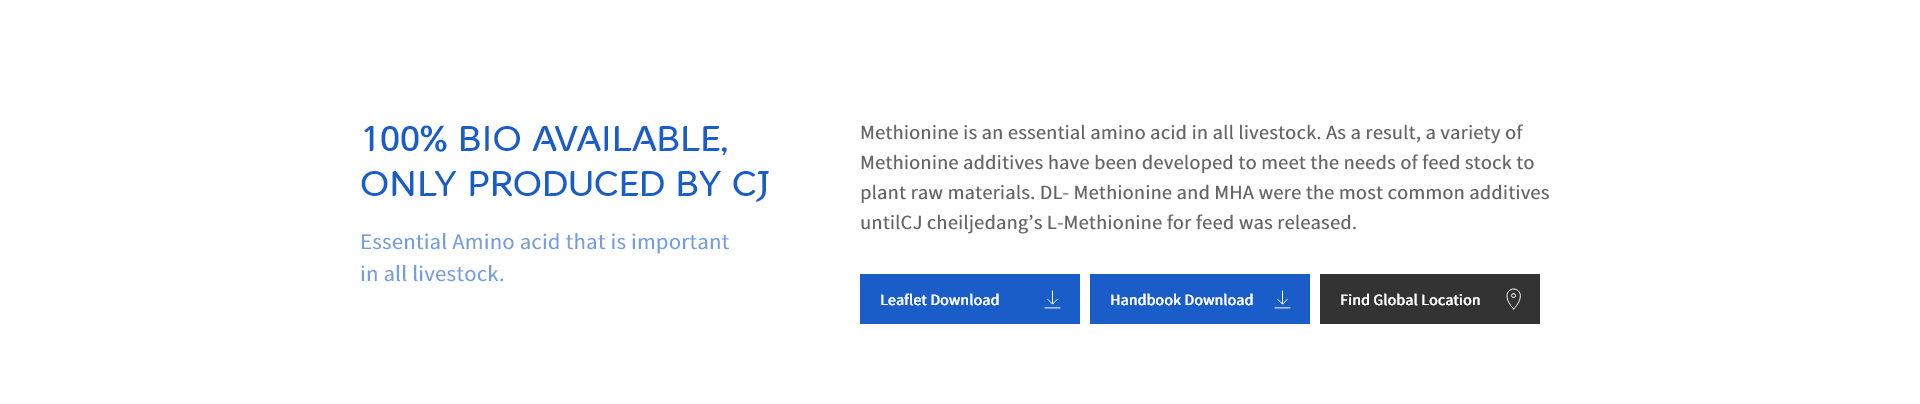 100% BIO AVAILABLE,
ONLY PRODUCED BY CJ
Essential Amino acid that is important
in all livestock.
Methionine is an essential amino acid in all livestock. As a result, a variety of
Methionine additives have been developed to meet the needs of feed stock to
plant raw materials. DL- Methionine and MHA were the most common additives
untilCJ cheiljedang’s L-Methionine for feed was released.
Leaflet Download
Handbook Download
Find Global Location